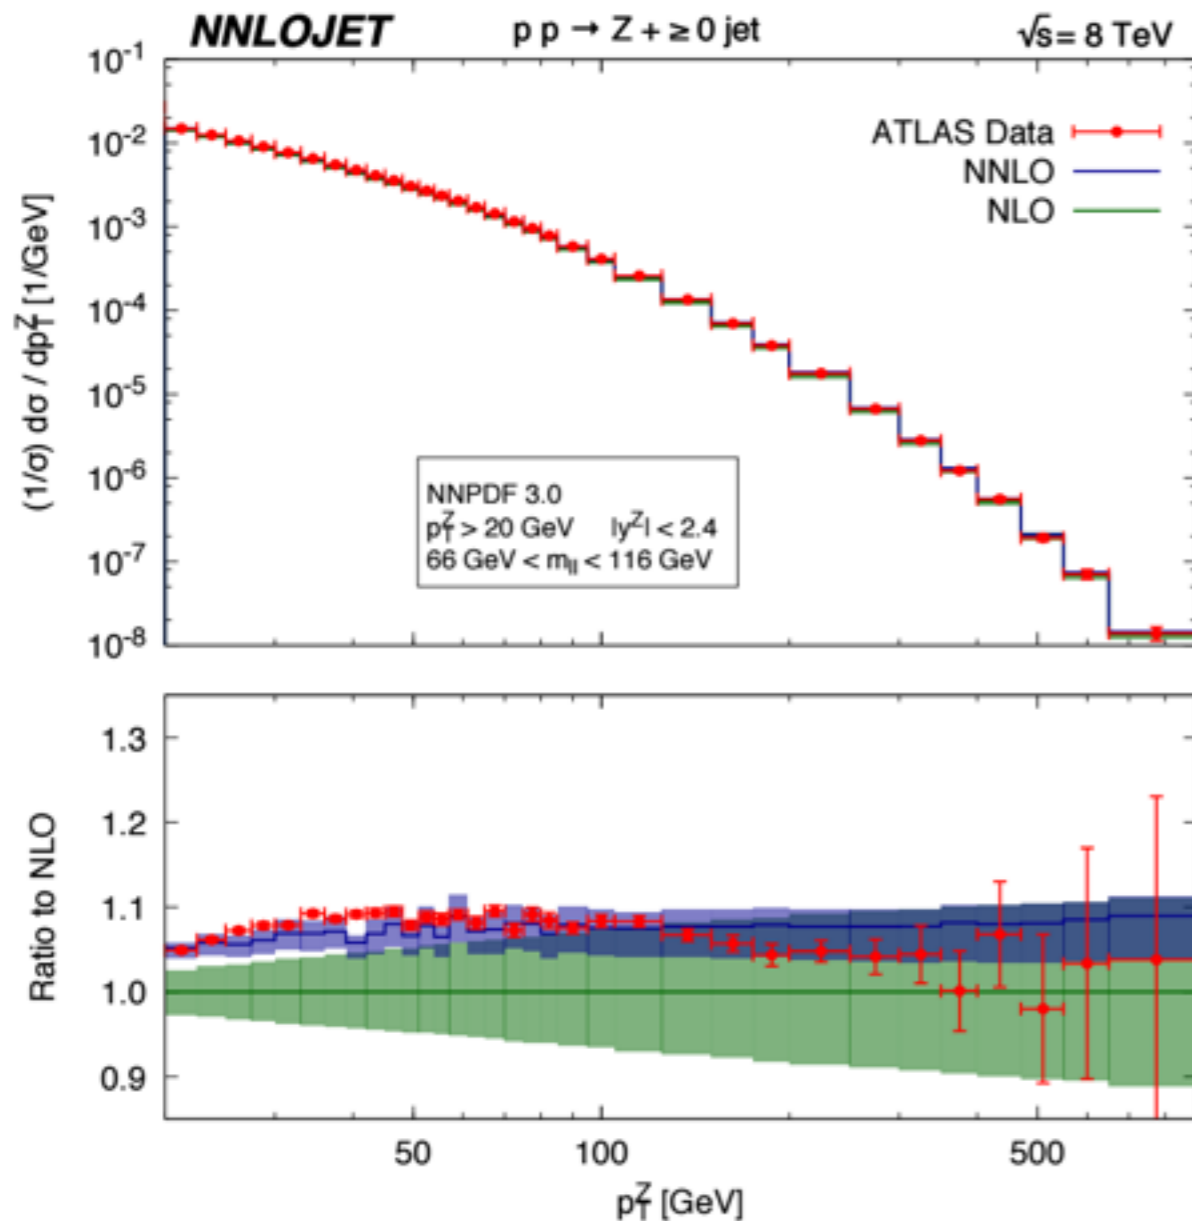 NNLOJET p p → Z + ≥ 0 jet √s = 8 TeV
10⁻¹
10⁻²
10⁻³
10⁻⁴
10⁻⁵
10⁻⁶
10⁻⁷
10⁻⁸
(1/σ) dσ / dp_T^Z [1/GeV]
ATLAS Data
NNLO
NLO
NNPDF 3.0
p_T^Z > 20 GeV |y^Z| < 2.4
66 GeV < m_ll < 116 GeV
1.3
1.2
1.1
1.0
0.9
Ratio to NLO
50 100 500
p_T^Z [GeV]